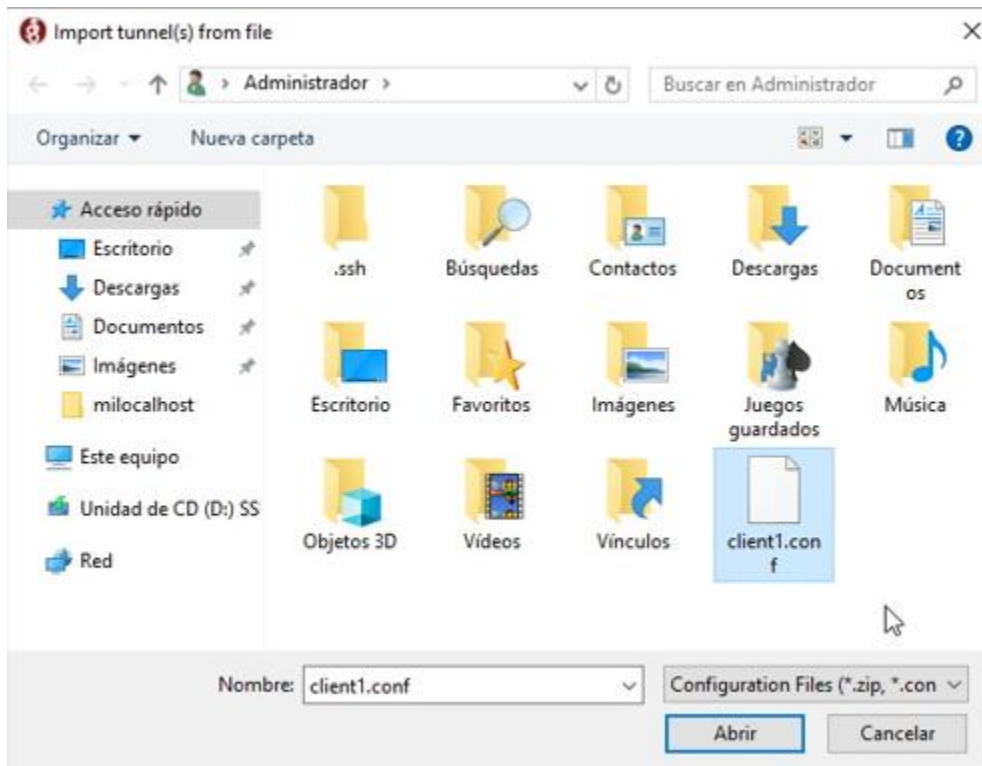 Import tunnel(s) from file
Administrador
Buscar en Administrador
Organizar
Nueva carpeta
Acceso rápido
Escritorio
Descargas
Documentos
Imágenes
milocalhost
Este equipo
Unidad de CD (D:) SS
Red
.ssh
Búsquedas
Contactos
Descargas
Document
os
Escritorio
Favoritos
Imágenes
Juegos
guardados
Música
Objetos 3D
Vídeos
Vínculos
client1.con
f
Nombre:
client1.conf
Configuration Files (*.zip, *.con
Abrir
Cancelar